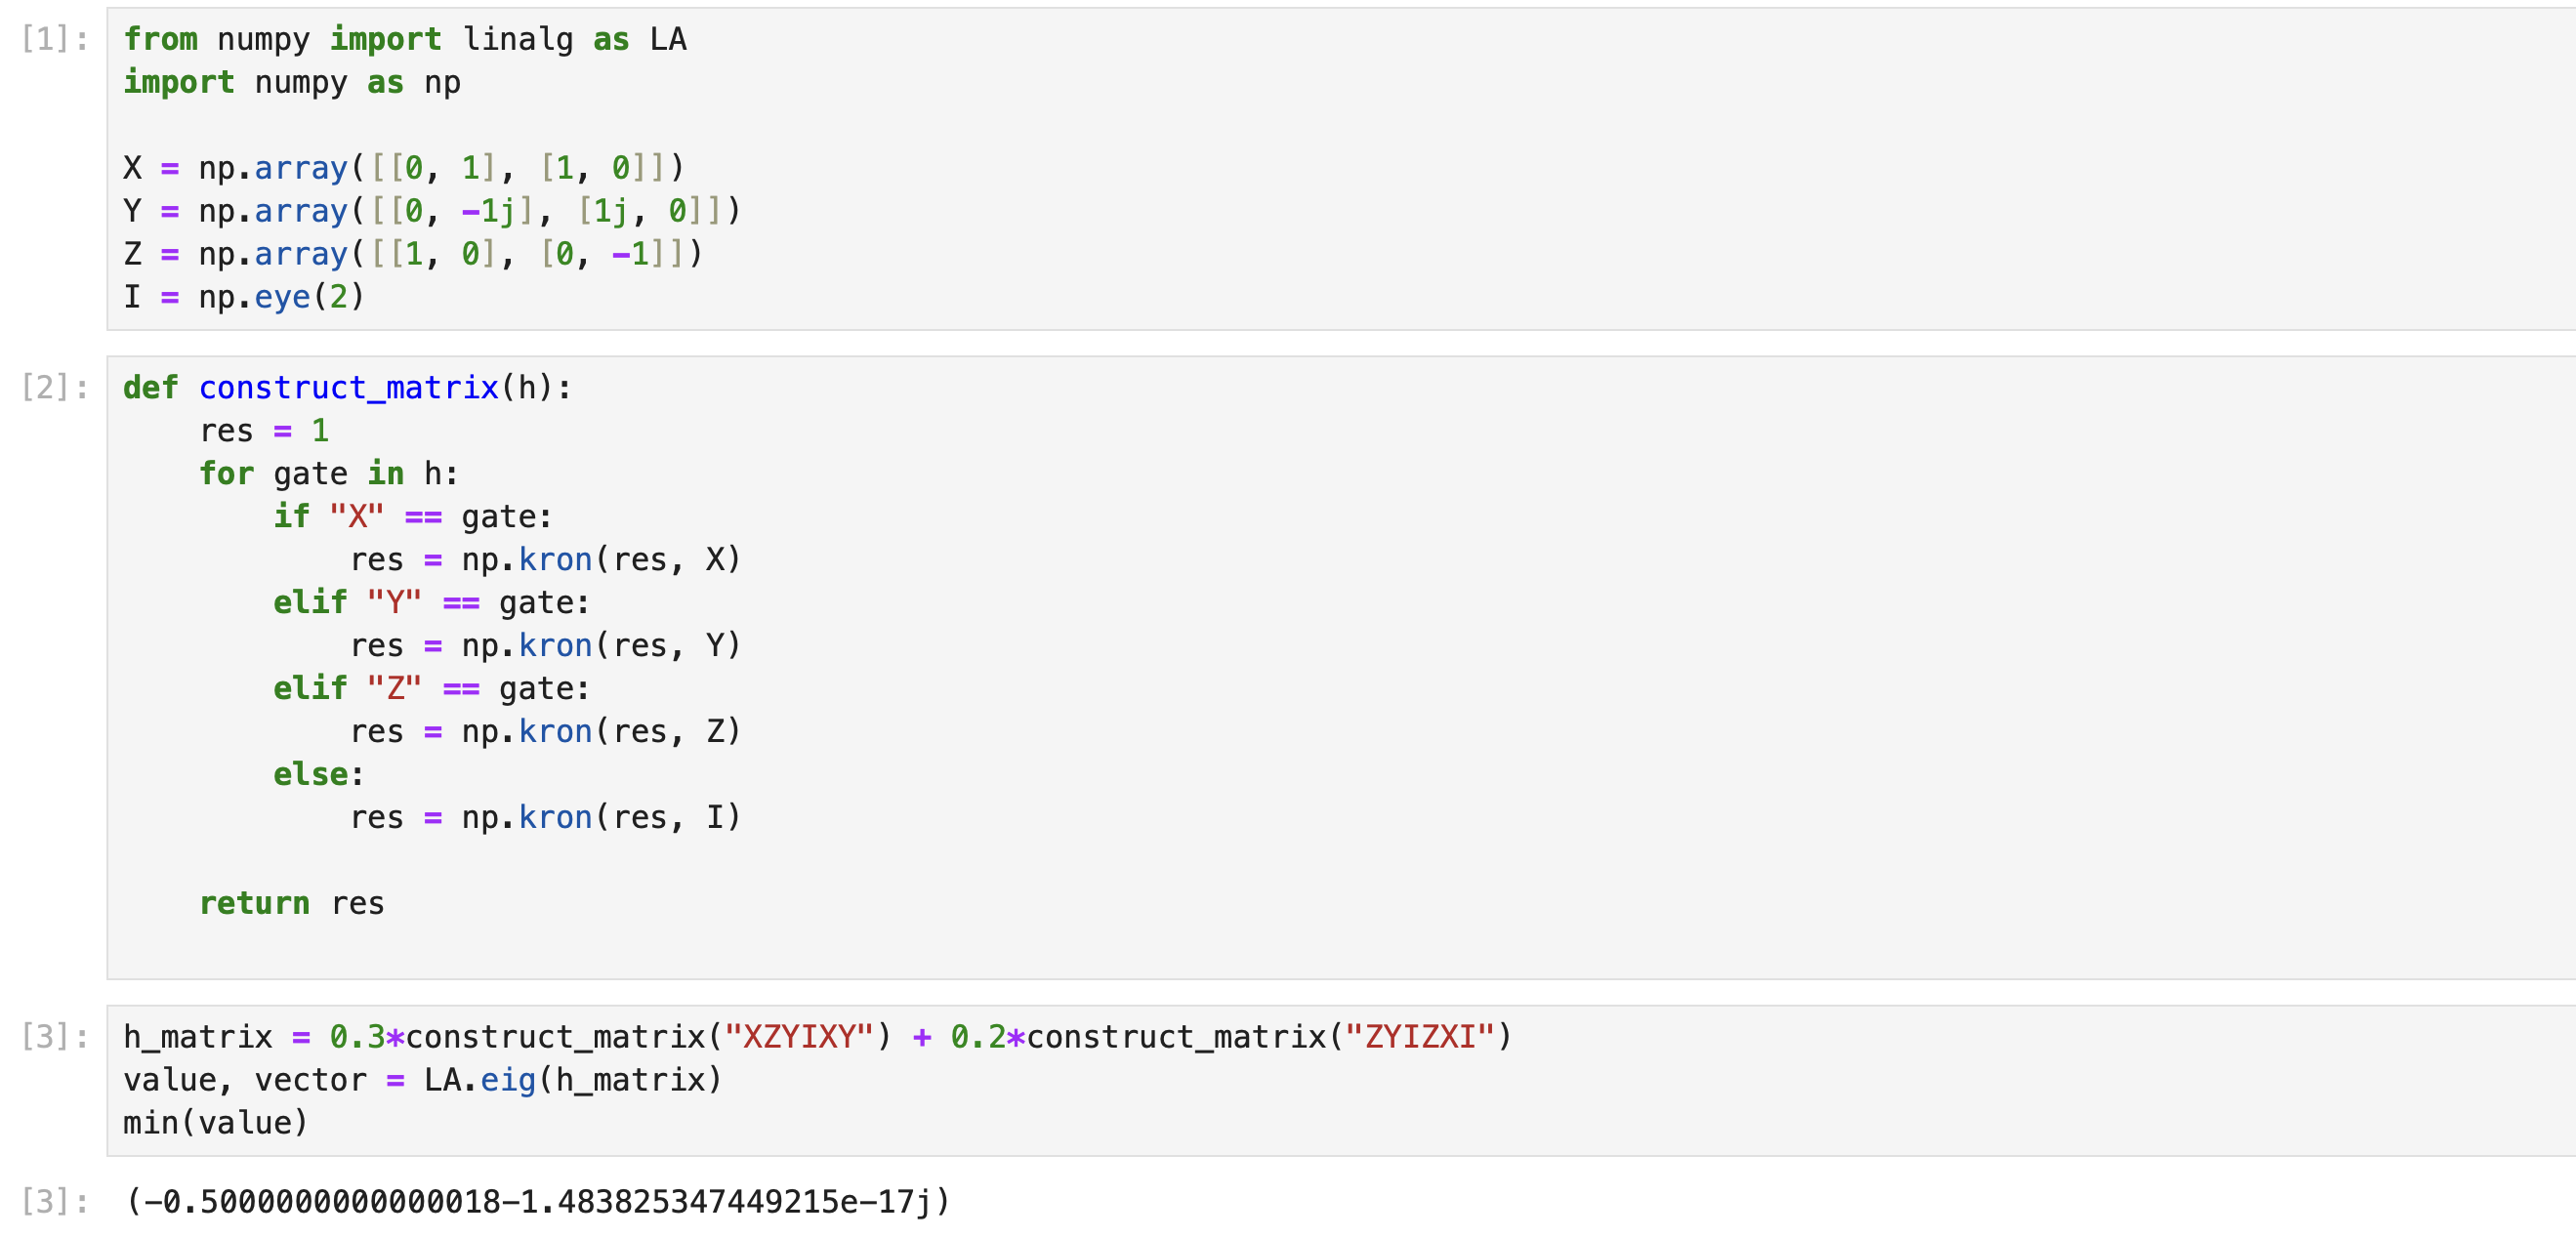 [1]: from numpy import linalg as LA
import numpy as np
X = np.array([[0, 1], [1, 0]])
Y = np.array([[0, -1j], [1j, 0]])
Z = np.array([[1, 0], [0, -1]])
I = np.eye(2)
[2]: def construct_matrix(h):
    res = 1
    for gate in h:
        if "X" == gate:
            res = np.kron(res, X)
        elif "Y" == gate:
            res = np.kron(res, Y)
        elif "Z" == gate:
            res = np.kron(res, Z)
        else:
            res = np.kron(res, I)
    return res
[3]: h_matrix = 0.3*construct_matrix("XZYIXY") + 0.2*construct_matrix("ZYIZXI")
value, vector = LA.eig(h_matrix)
min(value)
[3]: (-0.5000000000000018-1.483825347449215e-17j)